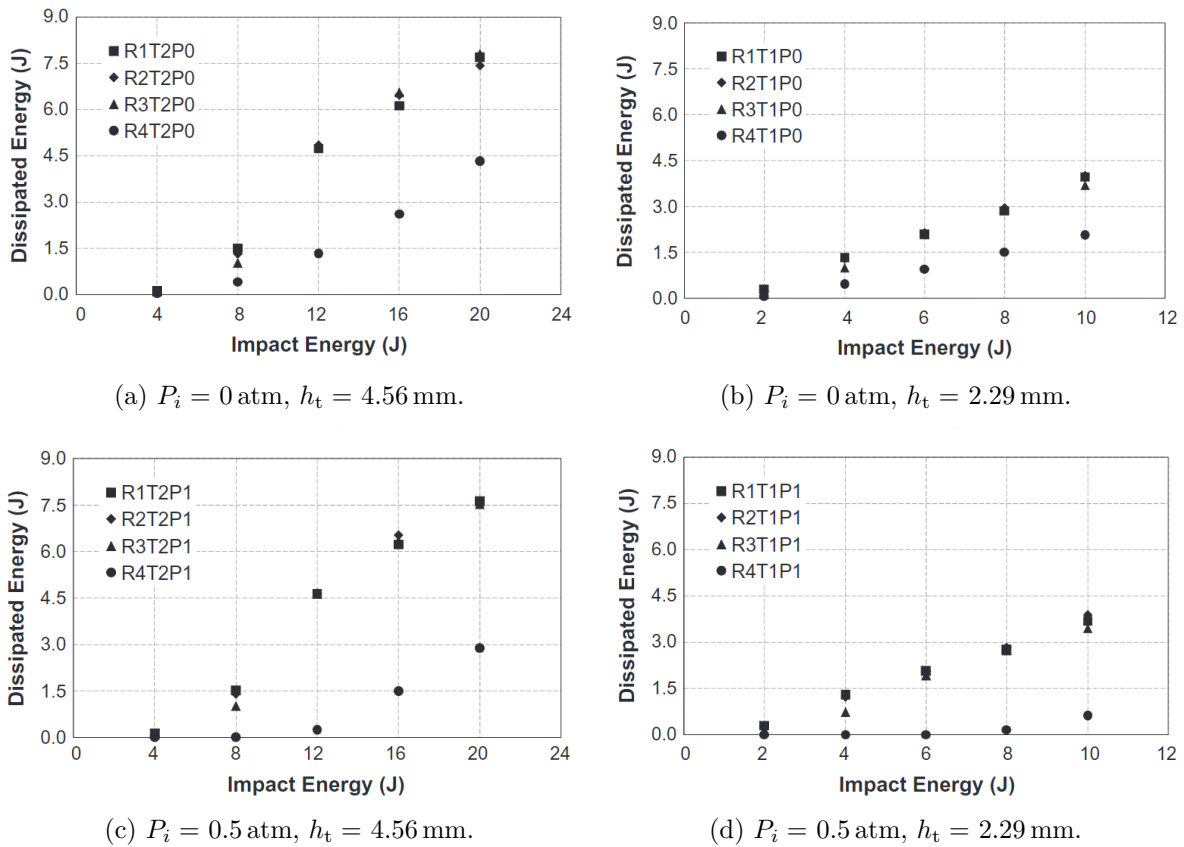 9.0
7.5
6.0
4.5
3.0
1.5
0.0
Dissipated Energy (J)
R1T2P0
R2T2P0
R3T2P0
R4T2P0
0 4 8 12 16 20 24
Impact Energy (J)
(a) P_i = 0 atm, h_t = 4.56 mm.
9.0
7.5
6.0
4.5
3.0
1.5
0.0
Dissipated Energy (J)
R1T1P0
R2T1P0
R3T1P0
R4T1P0
0 2 4 6 8 10 12
Impact Energy (J)
(b) P_i = 0 atm, h_t = 2.29 mm.
9.0
7.5
6.0
4.5
3.0
1.5
0.0
Dissipated Energy (J)
R1T2P1
R2T2P1
R3T2P1
R4T2P1
0 4 8 12 16 20 24
Impact Energy (J)
(c) P_i = 0.5 atm, h_t = 4.56 mm.
9.0
7.5
6.0
4.5
3.0
1.5
0.0
Dissipated Energy (J)
R1T1P1
R2T1P1
R3T1P1
R4T1P1
0 2 4 6 8 10 12
Impact Energy (J)
(d) P_i = 0.5 atm, h_t = 2.29 mm.